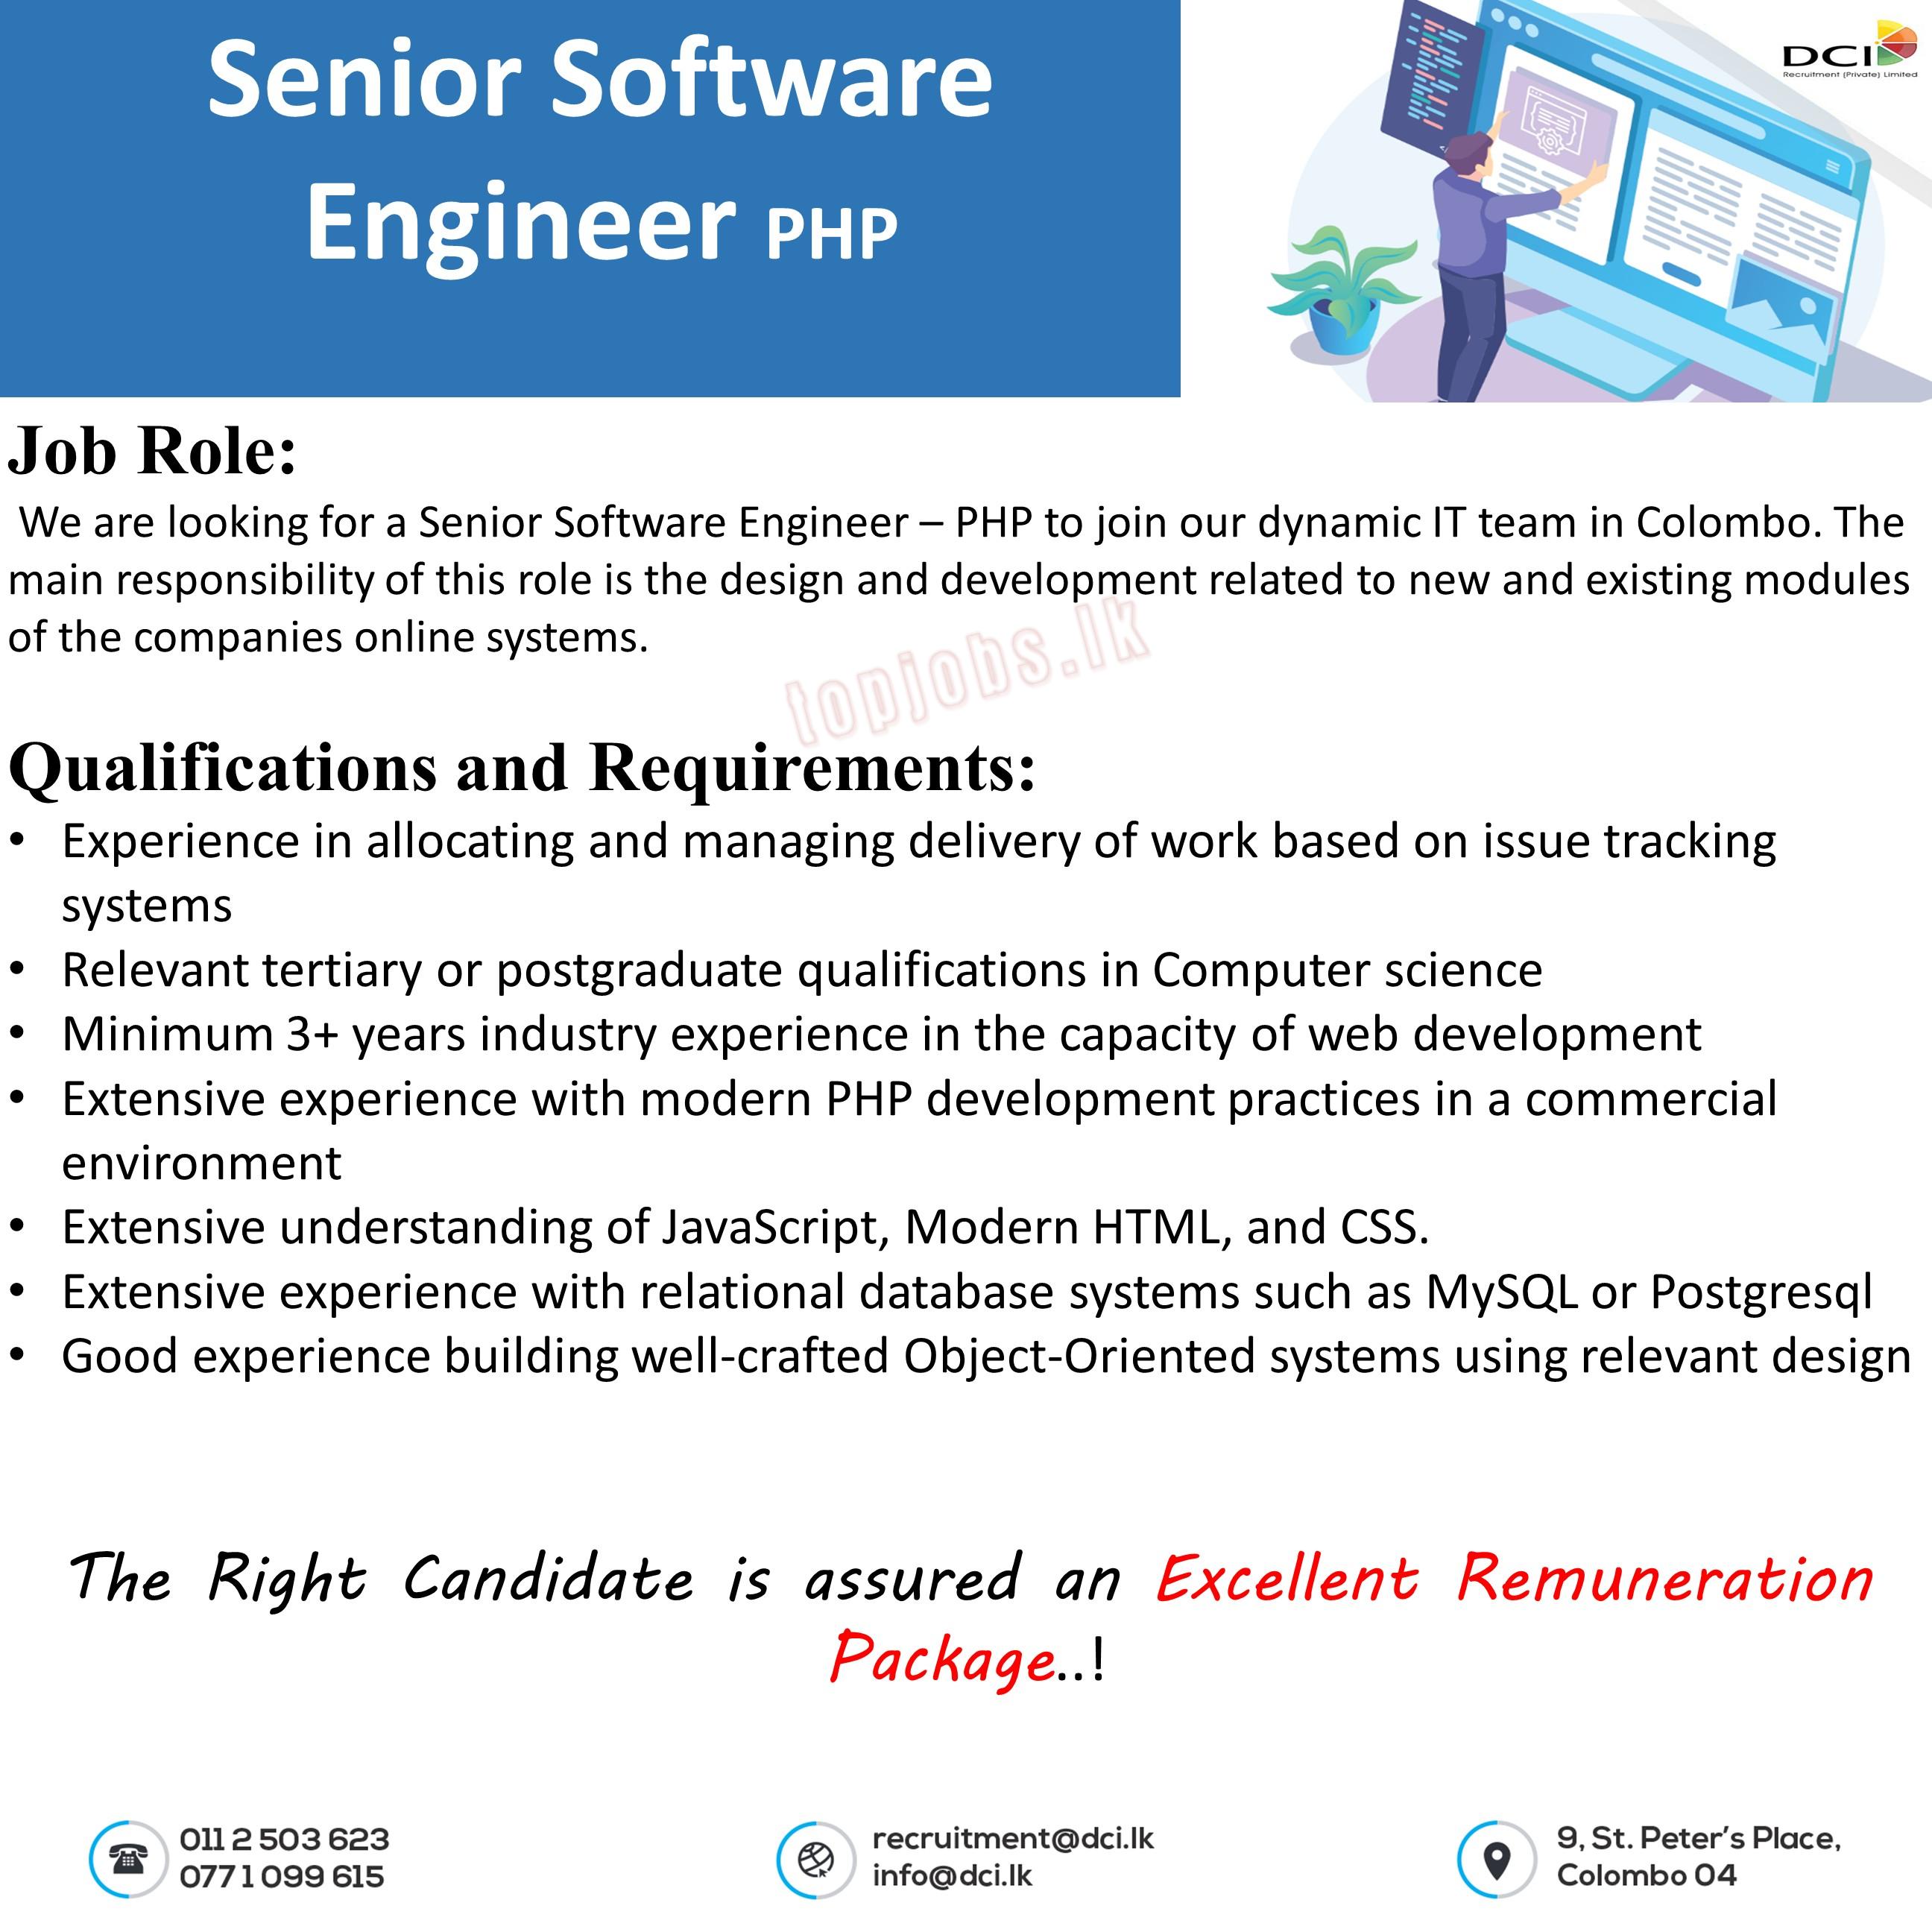 Senior Software
Engineer PHP
DCI
Recruitment (Private) Limited
Job Role:
We are looking for a Senior Software Engineer – PHP to join our dynamic IT team in Colombo. The
main responsibility of this role is the design and development related to new and existing modules
of the companies online systems.
topjobs.lk
Qualifications and Requirements:
• Experience in allocating and managing delivery of work based on issue tracking
systems
• Relevant tertiary or postgraduate qualifications in Computer science
• Minimum 3+ years industry experience in the capacity of web development
• Extensive experience with modern PHP development practices in a commercial
environment
• Extensive understanding of JavaScript, Modern HTML, and CSS.
• Extensive experience with relational database systems such as MySQL or Postgresql
• Good experience building well-crafted Object-Oriented systems using relevant design
The Right Candidate is assured an Excellent Remuneration
Package..!
011 2 503 623
077 1 099 615
recruitment@dci.lk
info@dci.lk
9, St. Peter's Place,
Colombo 04